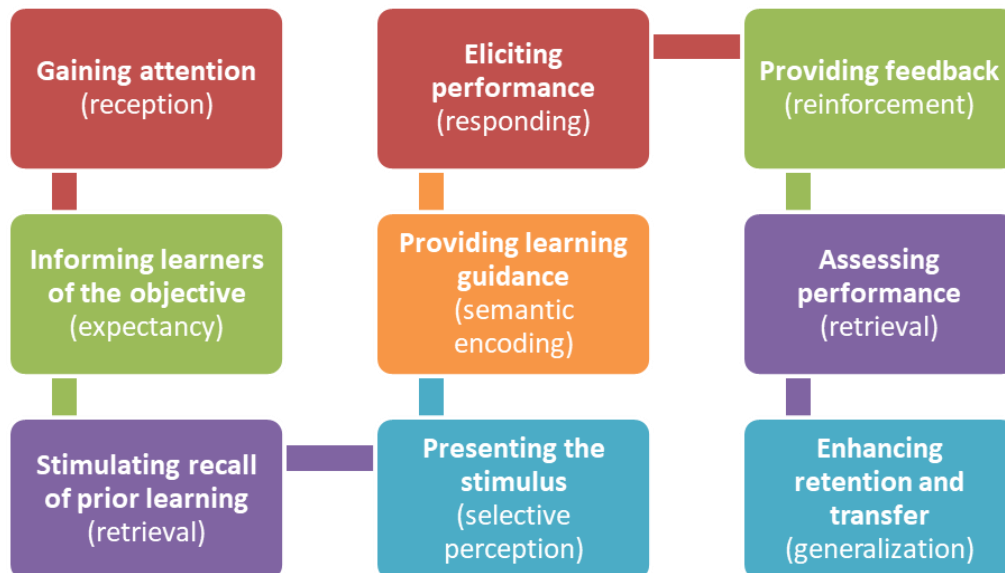 Gaining attention
(reception)
Informing learners
of the objective
(expectancy)
Stimulating recall
of prior learning
(retrieval)
Presenting the
stimulus
(selective
perception)
Providing learning
guidance
(semantic
encoding)
Eliciting
performance
(responding)
Providing feedback
(reinforcement)
Assessing
performance
(retrieval)
Enhancing
retention and
transfer
(generalization)